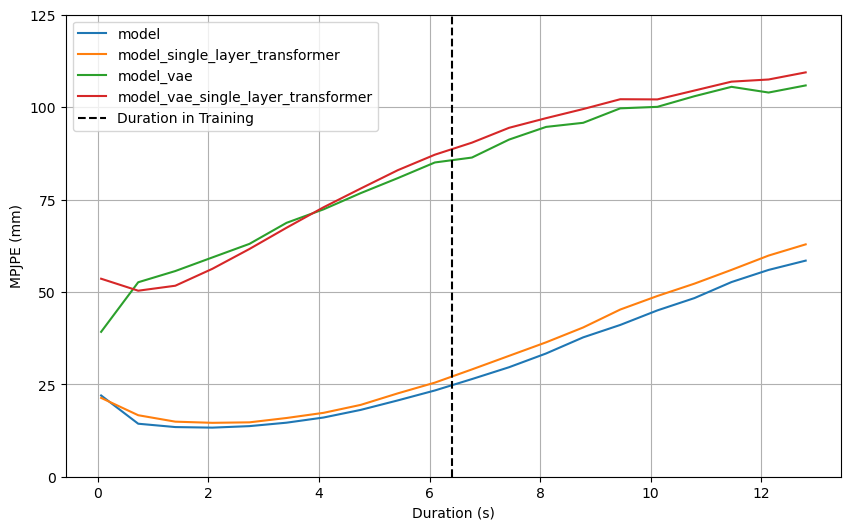 125
100
75
50
25
0
MPJPE (mm)
model
model_single_layer_transformer
model_vae
model_vae_single_layer_transformer
Duration in Training
0 2 4 6 8 10 12
Duration (s)